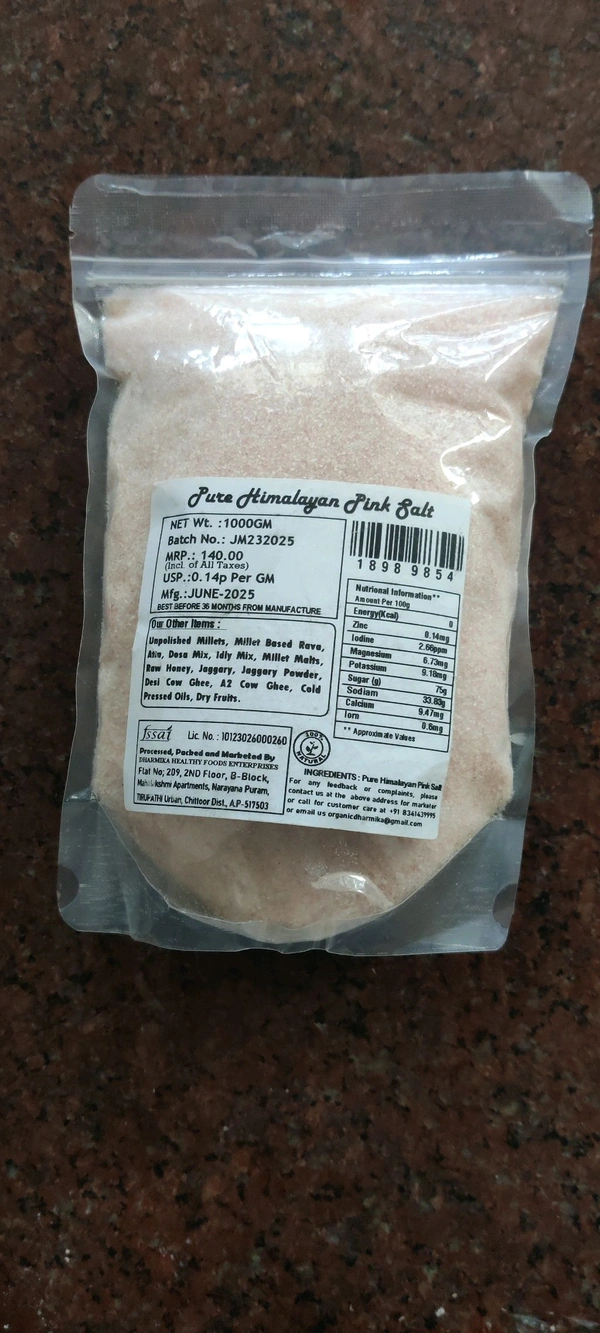 Pure Himalayan Pink Salt
NET Wt. :1000GM
Batch No.: JM232025
MRP.: 140.00
(Incl. of All Taxes)
USP.:0.14p Per GM
Mfg.:JUNE-2025
BEST BEFORE 36 MONTHS FROM MANUFACTURE
1898 9854
Nutrional Information**
Amount Per 100g
Energy(Kcal) 0
Zinc 0.14mg
Iodine 2.66ppm
Magnesium 6.73mg
Potassium 9.18mg
Sugar (g) 75g
Sodiam 33.83g
Calcium 9.47mg
Iorn 0.6mg
** Approximate Values
Our Other Items :
Unpolished Millets, Millet Based Rava,
Atta, Dosa Mix, Idly Mix, Millet Malts,
Raw Honey, Jaggary, Jaggary Powder,
Desi Cow Ghee, A2 Cow Ghee, Cold
Pressed Oils, Dry Fruits.
fssai Lic. No. : 10123026000260
Processed, Packed and Marketed By
DHARMIKA HEALTHY FOODS ENTERPRISES
Flat No; 209, 2ND Floor, B-Block,
Mahalakshmi Apartments, Narayana Puram,
TIRUPATHI Urban, Chittoor Dist., A.P-517503
100% NATURAL
INGREDIENTS : Pure Himalayan Pink Salt
For any feedback or complaints, please
contact us at the above address for marketer
or call for customer care at +91 8341439995
or email us organicdharmika@gmail.com